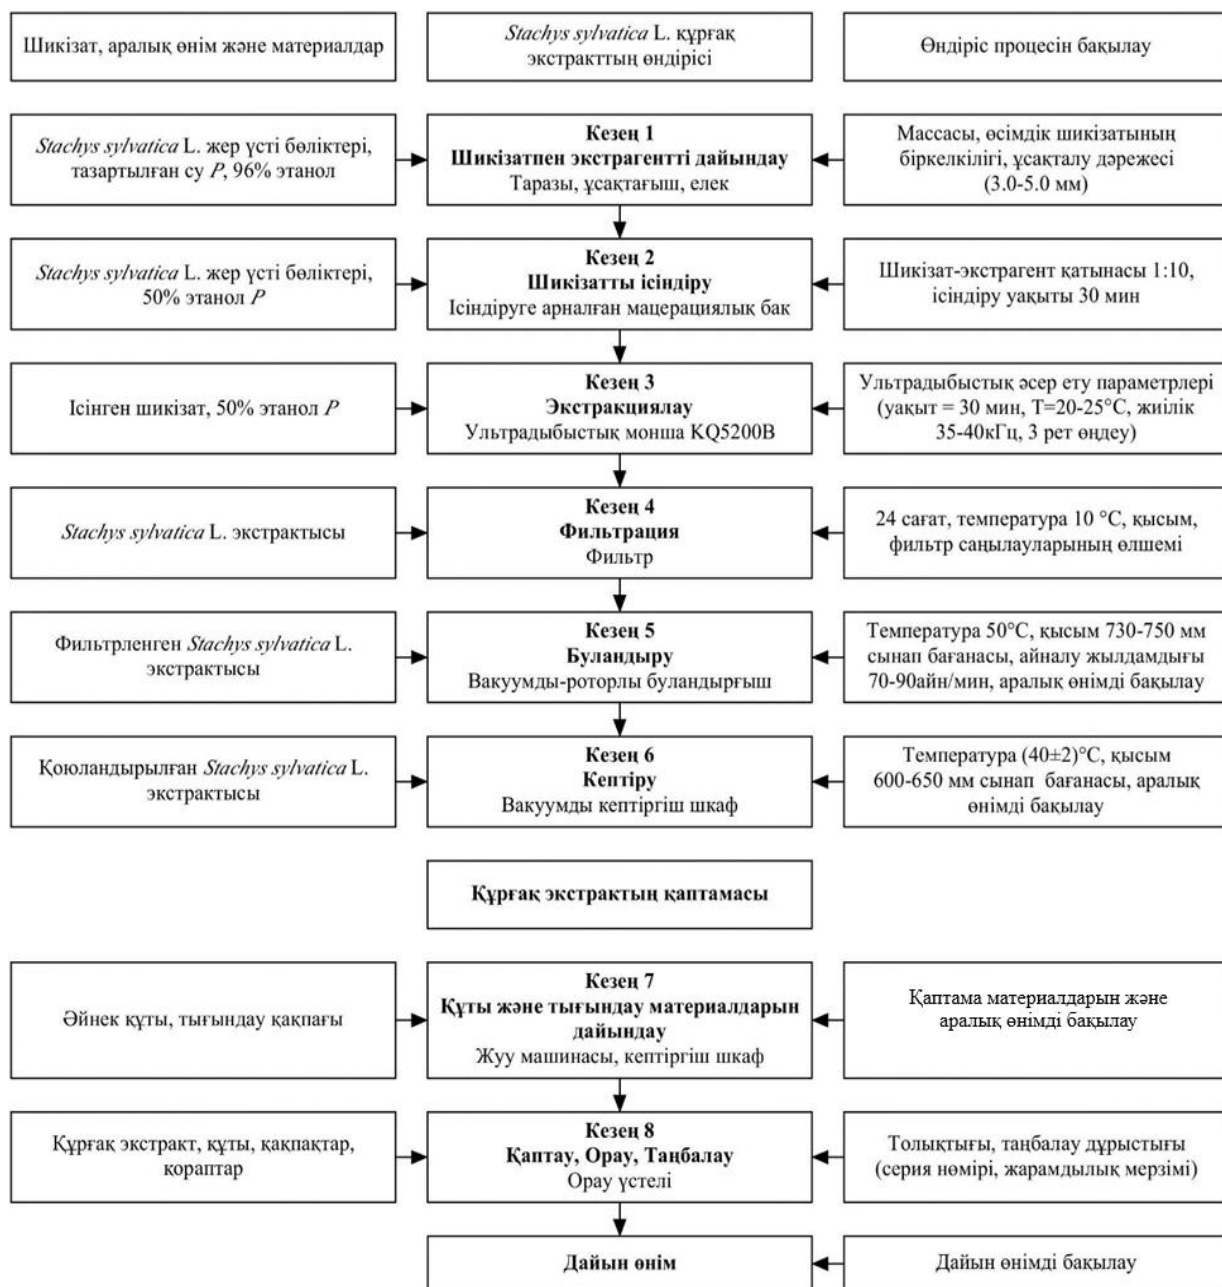 Шикізат, аралық өнім және материалдар
Stachys sylvatica L. құрғақ
экстракттың өндірісі
Өндіріс процесін бақылау
Stachys sylvatica L. жер үсті бөліктері,
тазартылған су P, 96% этанол
Кезең 1
Шикізатпен экстрагентті дайындау
Таразы, ұсақтағыш, елек
Массасы, өсімдік шикізатының
біркелкілігі, ұсақталу дәрежесі
(3.0-5.0 мм)
Stachys sylvatica L. жер үсті бөліктері,
50% этанол P
Кезең 2
Шикізатты ісіндіру
Ісіндіруге арналған мацерациялық бак
Шикізат-экстрагент қатынасы 1:10,
ісіндіру уақыты 30 мин
Ісінген шикізат, 50% этанол P
Кезең 3
Экстракциялау
Ультрадыбыстық монша KQ5200B
Ультрадыбыстық әсер ету параметрлері
(уақыт = 30 мин, T=20-25°C, жиілік
35-40кГц, 3 рет өңдеу)
Stachys sylvatica L. экстрактысы
Кезең 4
Фильтрация
Фильтр
24 сағат, температура 10 °C, қысым,
фильтр саңылауларының өлшемі
Фильтрленген Stachys sylvatica L.
экстрактысы
Кезең 5
Буландыру
Вакуумды-роторлы буландырғыш
Температура 50°C, қысым 730-750 мм
сынап бағанасы, айналу жылдамдығы
70-90айн/мин, аралық өнімді бақылау
Қоюландырылған Stachys sylvatica L.
экстрактысы
Кезең 6
Кептіру
Вакуумды кептіргіш шкаф
Температура (40±2)°C, қысым
600-650 мм сынап бағанасы, аралық
өнімді бақылау
Құрғақ экстрактың қаптамасы
Әйнек құты, тығындау қақпағы
Кезең 7
Құты және тығындау материалдарын
дайындау
Жуу машинасы, кептіргіш шкаф
Қаптама материалдарын және
аралық өнімді бақылау
Құрғақ экстракт, құты, қақпақтар,
қораптар
Кезең 8
Қаптау, Орау, Таңбалау
Орау үстелі
Толықтығы, таңбалау дұрыстығы
(серия нөмірі, жарамдылық мерзімі)
Дайын өнім
Дайын өнімді бақылау